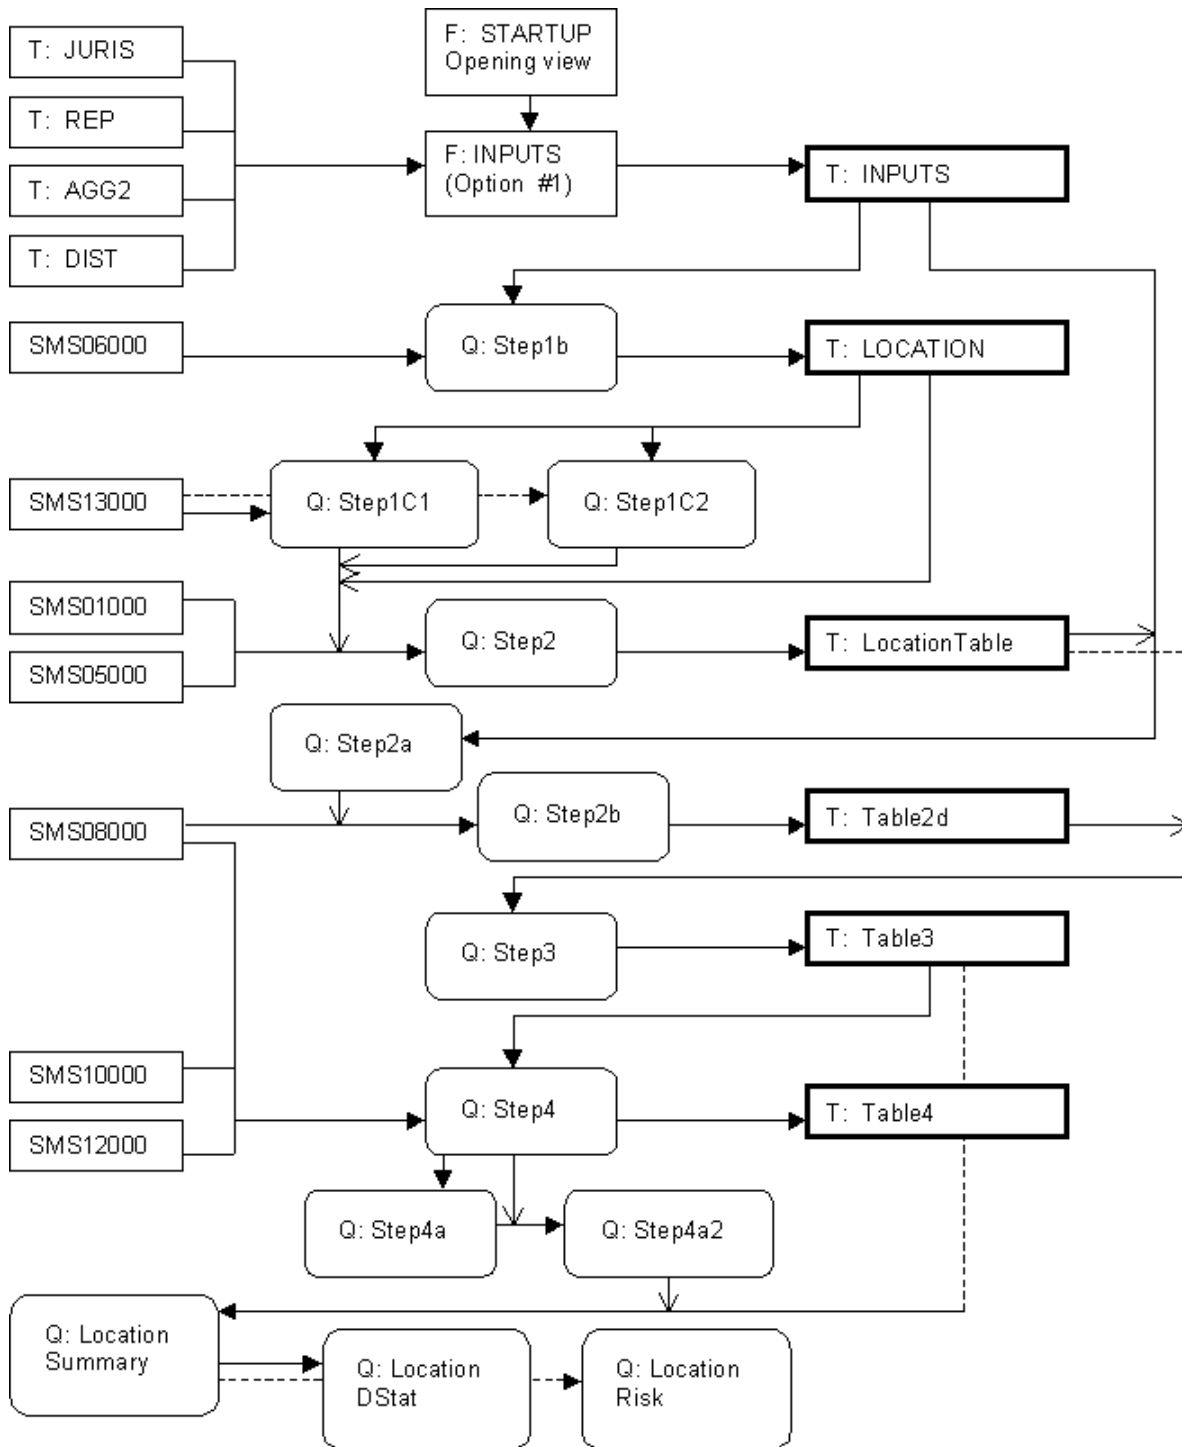 F: STARTUP
Opening view
T: JURIS
T: REP
F: INPUTS
(Option #1)
T: INPUTS
T: AGG2
T: DIST
SMS06000
Q: Step1b
T: LOCATION
SMS13000
Q: Step1C1
Q: Step1C2
SMS01000
Q: Step2
T: LocationTable
SMS05000
Q: Step2a
SMS08000
Q: Step2b
T: Table2d
Q: Step3
T: Table3
SMS10000
Q: Step4
T: Table4
SMS12000
Q: Step4a
Q: Step4a2
Q: Location
Summary
Q: Location
DStat
Q: Location
Risk